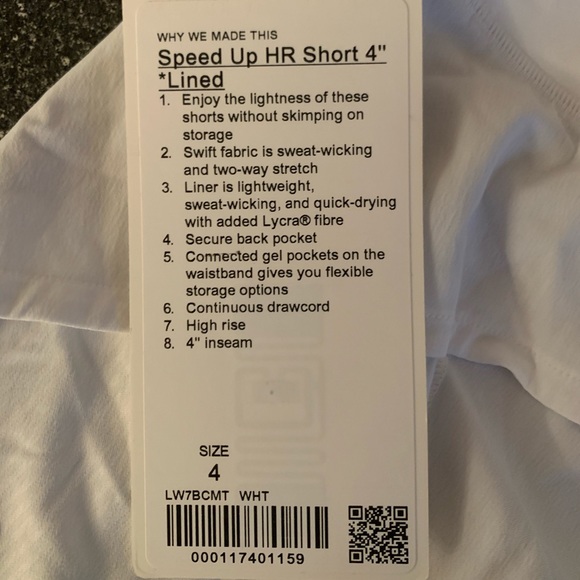 WHY WE MADE THIS
Speed Up HR Short 4"
*Lined
1. Enjoy the lightness of these
shorts without skimping on
storage
2. Swift fabric is sweat-wicking
and two-way stretch
3. Liner is lightweight,
sweat-wicking, and quick-drying
with added Lycra® fibre
4. Secure back pocket
5. Connected gel pockets on the
waistband gives you flexible
storage options
6. Continuous drawcord
7. High rise
8. 4" inseam
SIZE
4
LW7BCMT WHT
000117401159